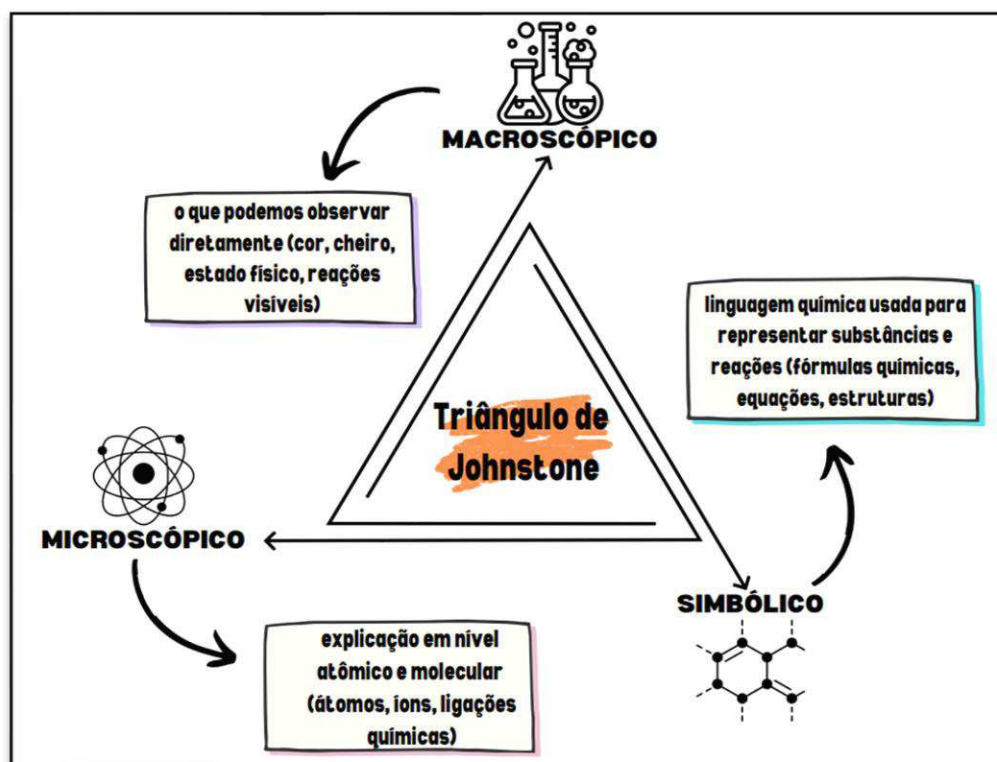 MACROSCÓPICO
o que podemos observar
diretamente (cor, cheiro,
estado físico, reações
visíveis)
linguagem química usada para
representar substâncias e
reações (fórmulas químicas,
equações, estruturas)
Triângulo de
Johnstone
MICROSCÓPICO
SIMBÓLICO
explicação em nível
atômico e molecular
(átomos, íons, ligações
químicas)